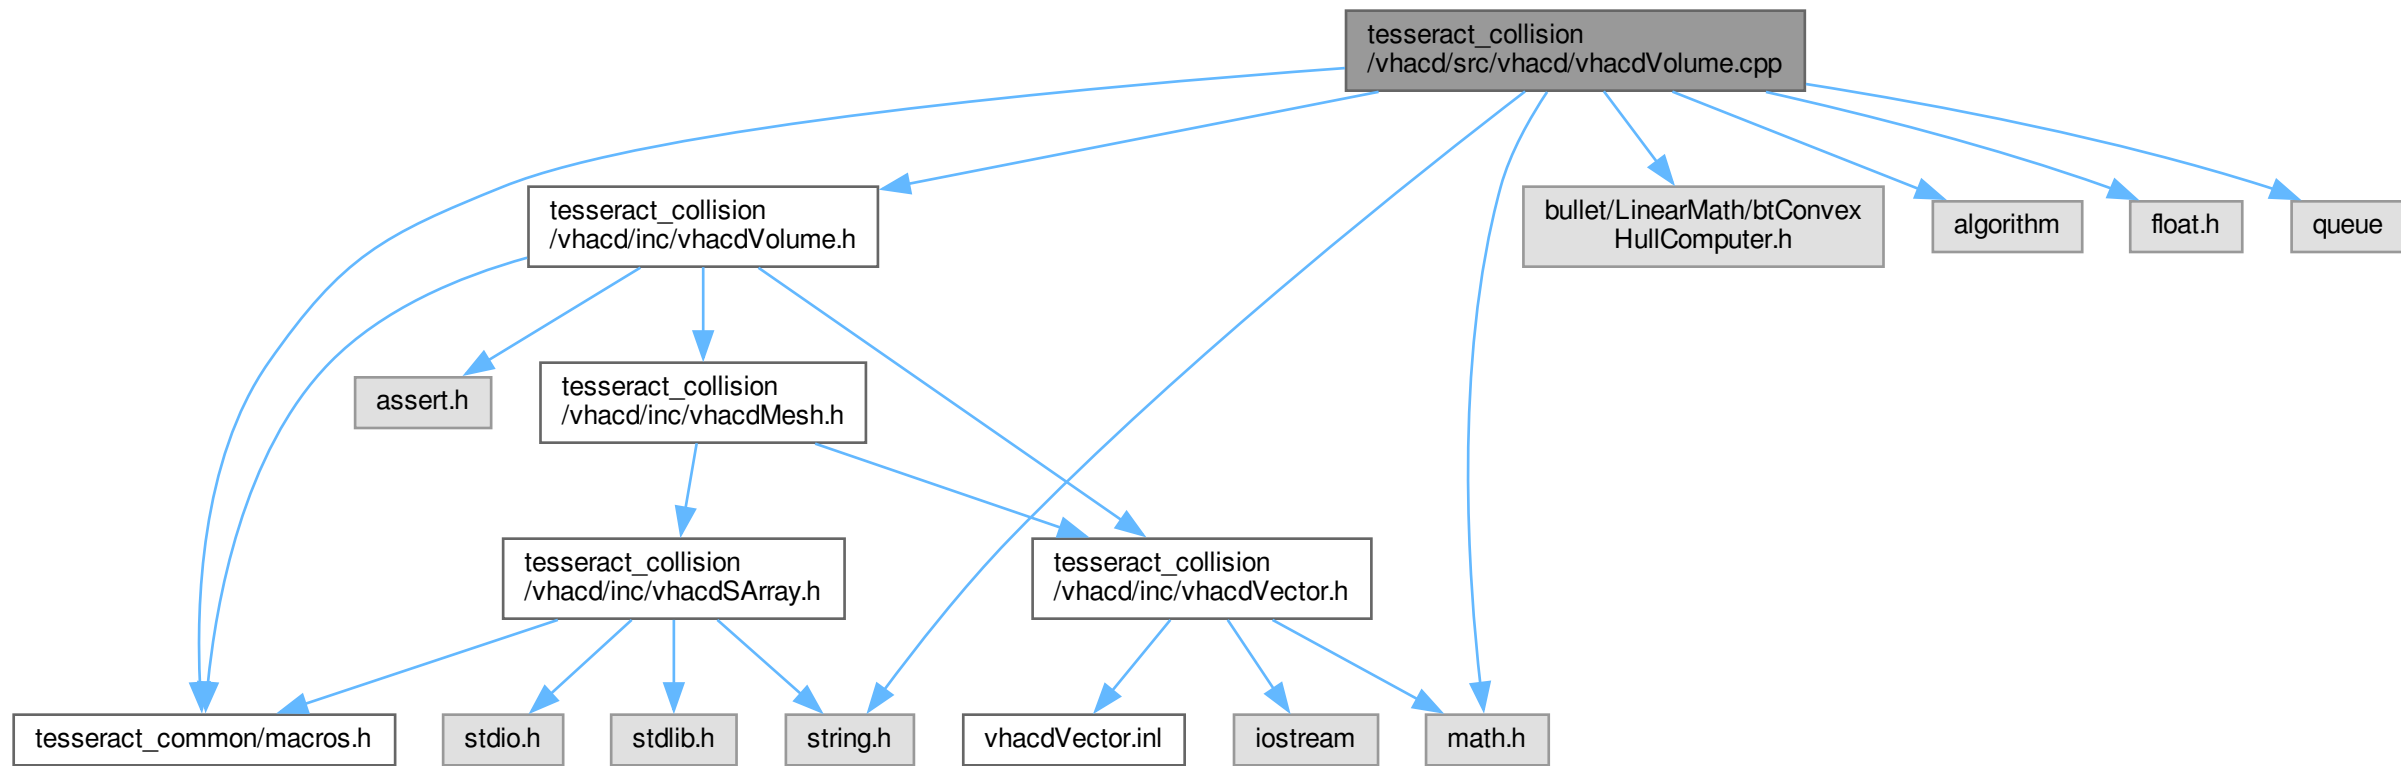 tesseract_collision
/vhacd/src/vhacd/vhacdVolume.cpp
tesseract_collision
/vhacd/inc/vhacdVolume.h
bullet/LinearMath/btConvex
HullComputer.h
algorithm
float.h
queue
assert.h
tesseract_collision
/vhacd/inc/vhacdMesh.h
tesseract_collision
/vhacd/inc/vhacdSArray.h
tesseract_collision
/vhacd/inc/vhacdVector.h
tesseract_common/macros.h
stdio.h
stdlib.h
string.h
vhacdVector.inl
iostream
math.h